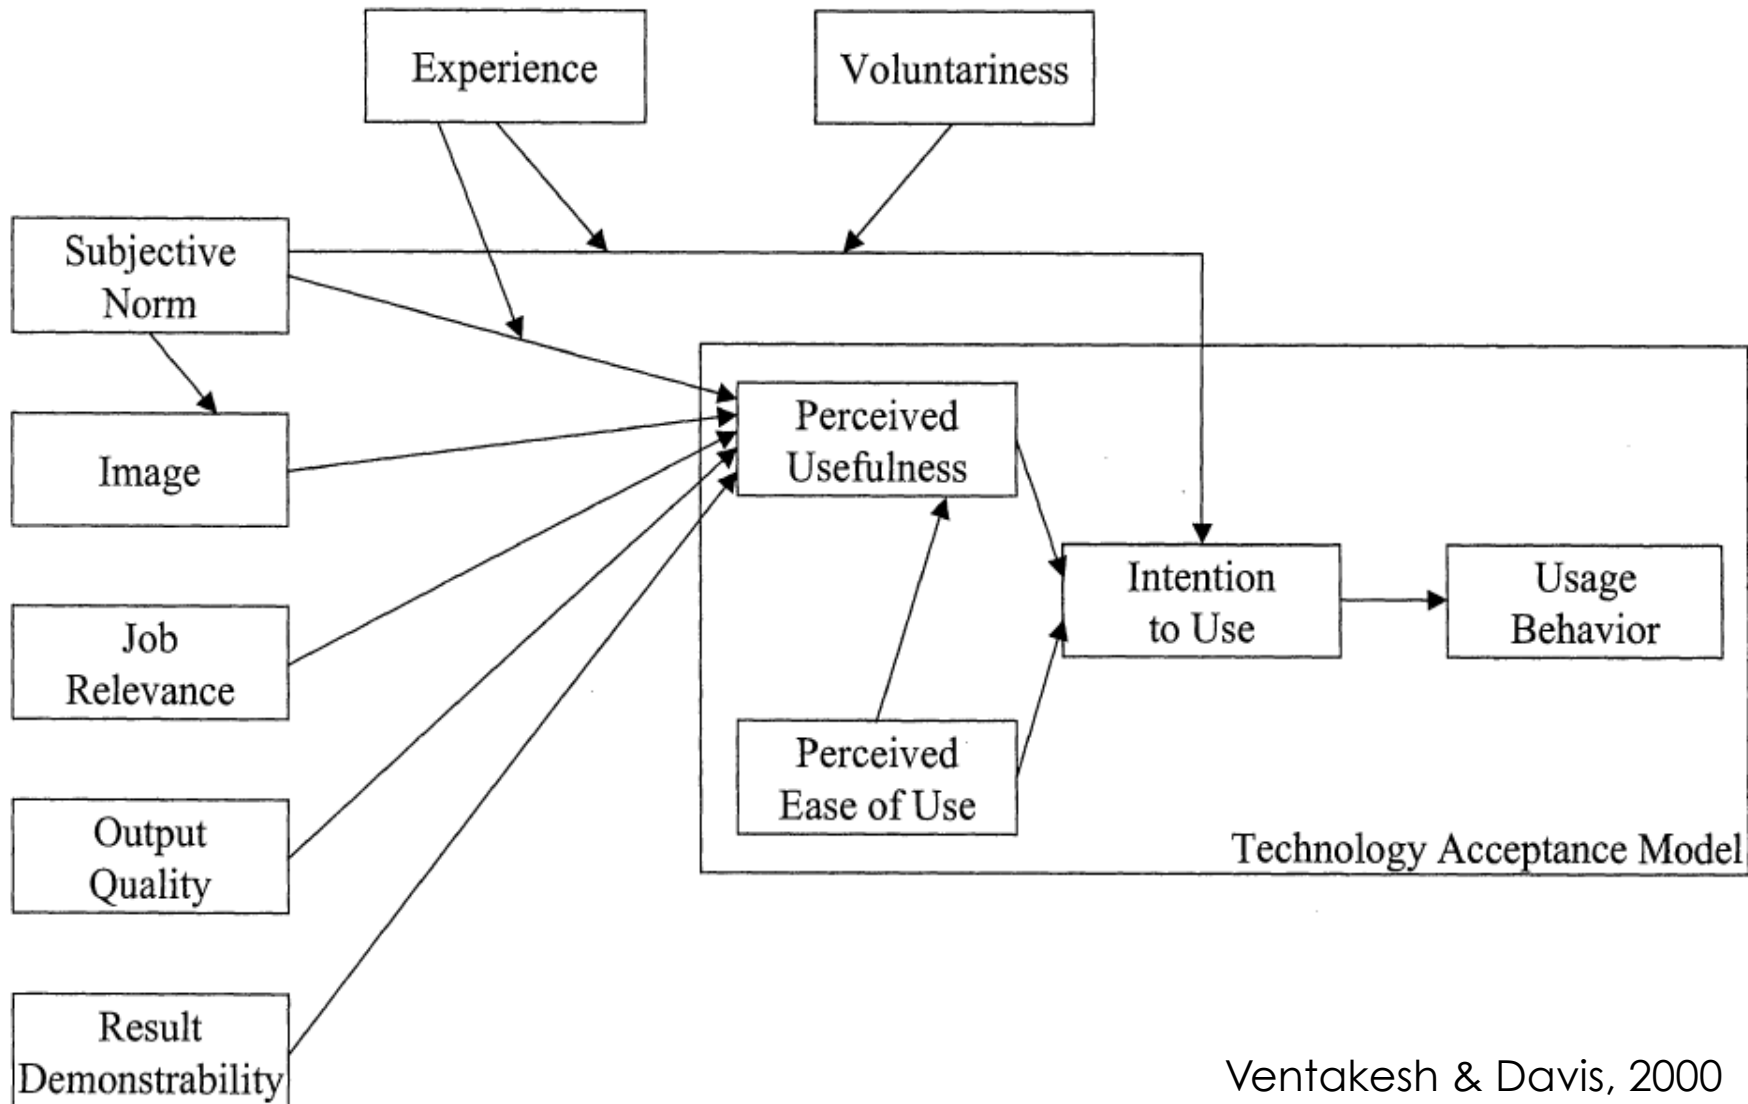 Experience
Voluntariness
Subjective
Norm
Image
Perceived
Usefulness
Intention
to Use
Usage
Behavior
Job
Relevance
Perceived
Ease of Use
Technology Acceptance Model
Output
Quality
Result
Demonstrability
Ventakesh & Davis, 2000